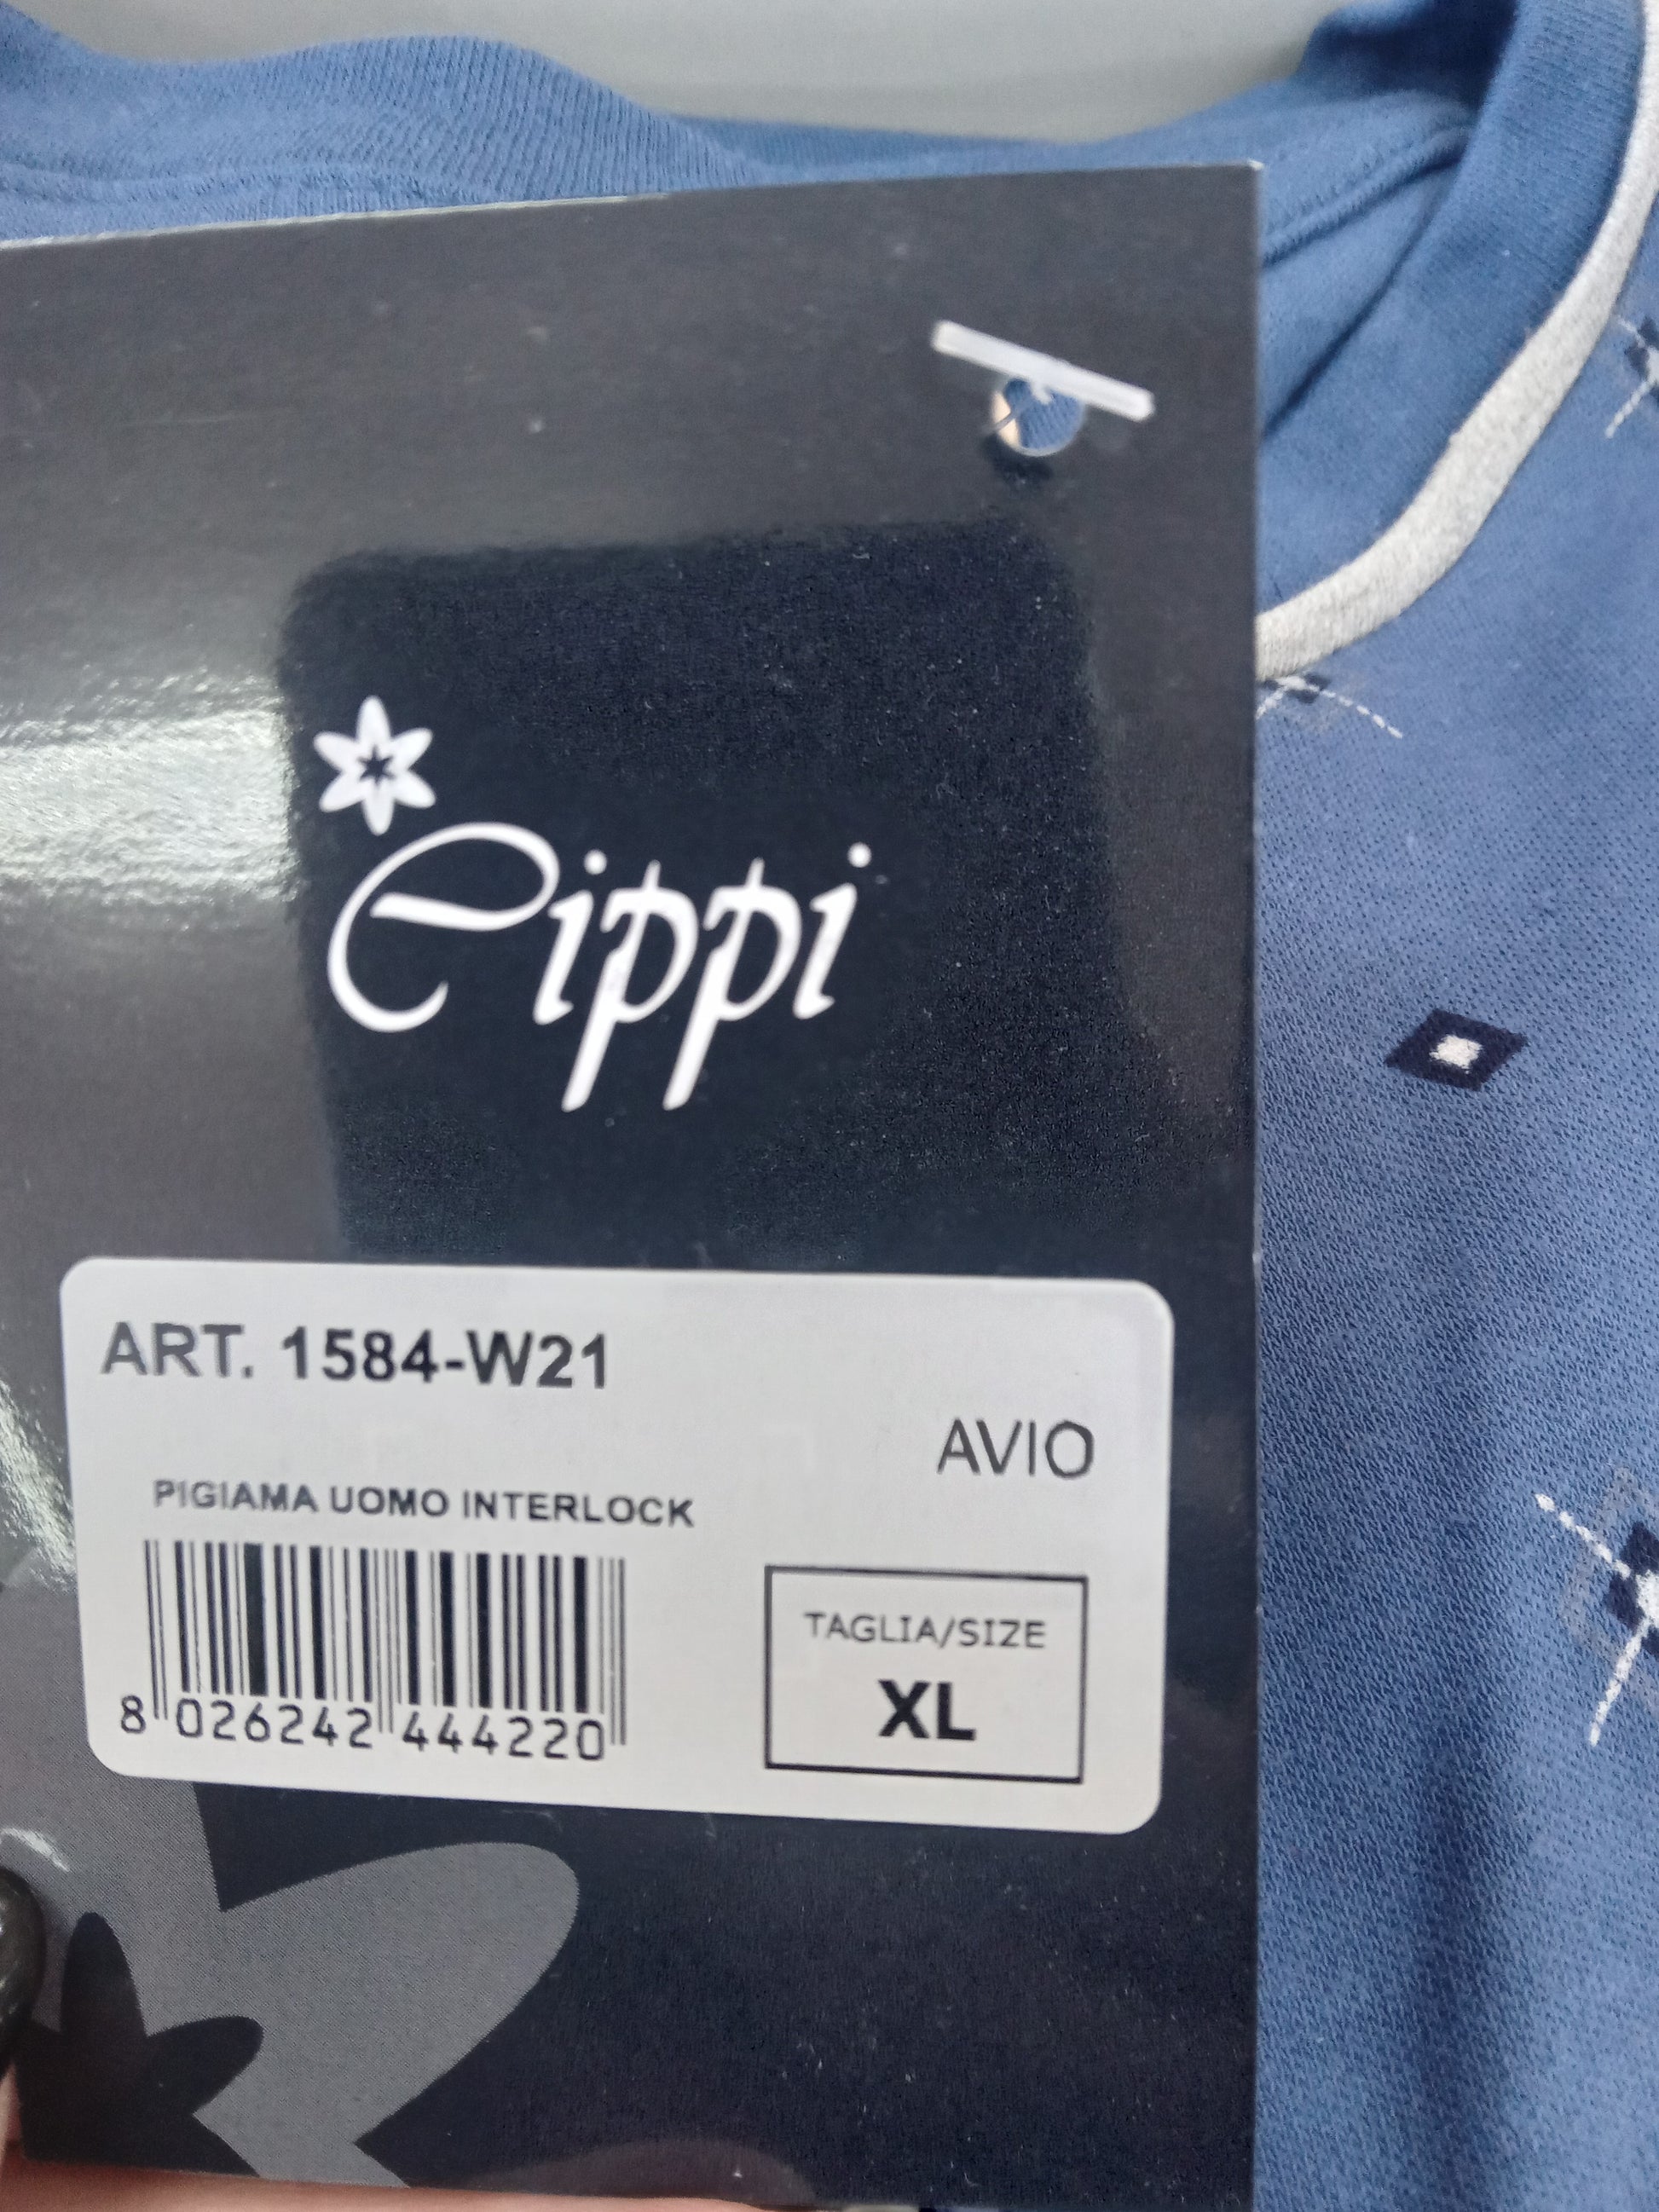 Cippi
ART. 1584-W21
AVIO
PIGIAMA UOMO INTERLOCK
8 026242 444220
TAGLIA/SIZE
XL